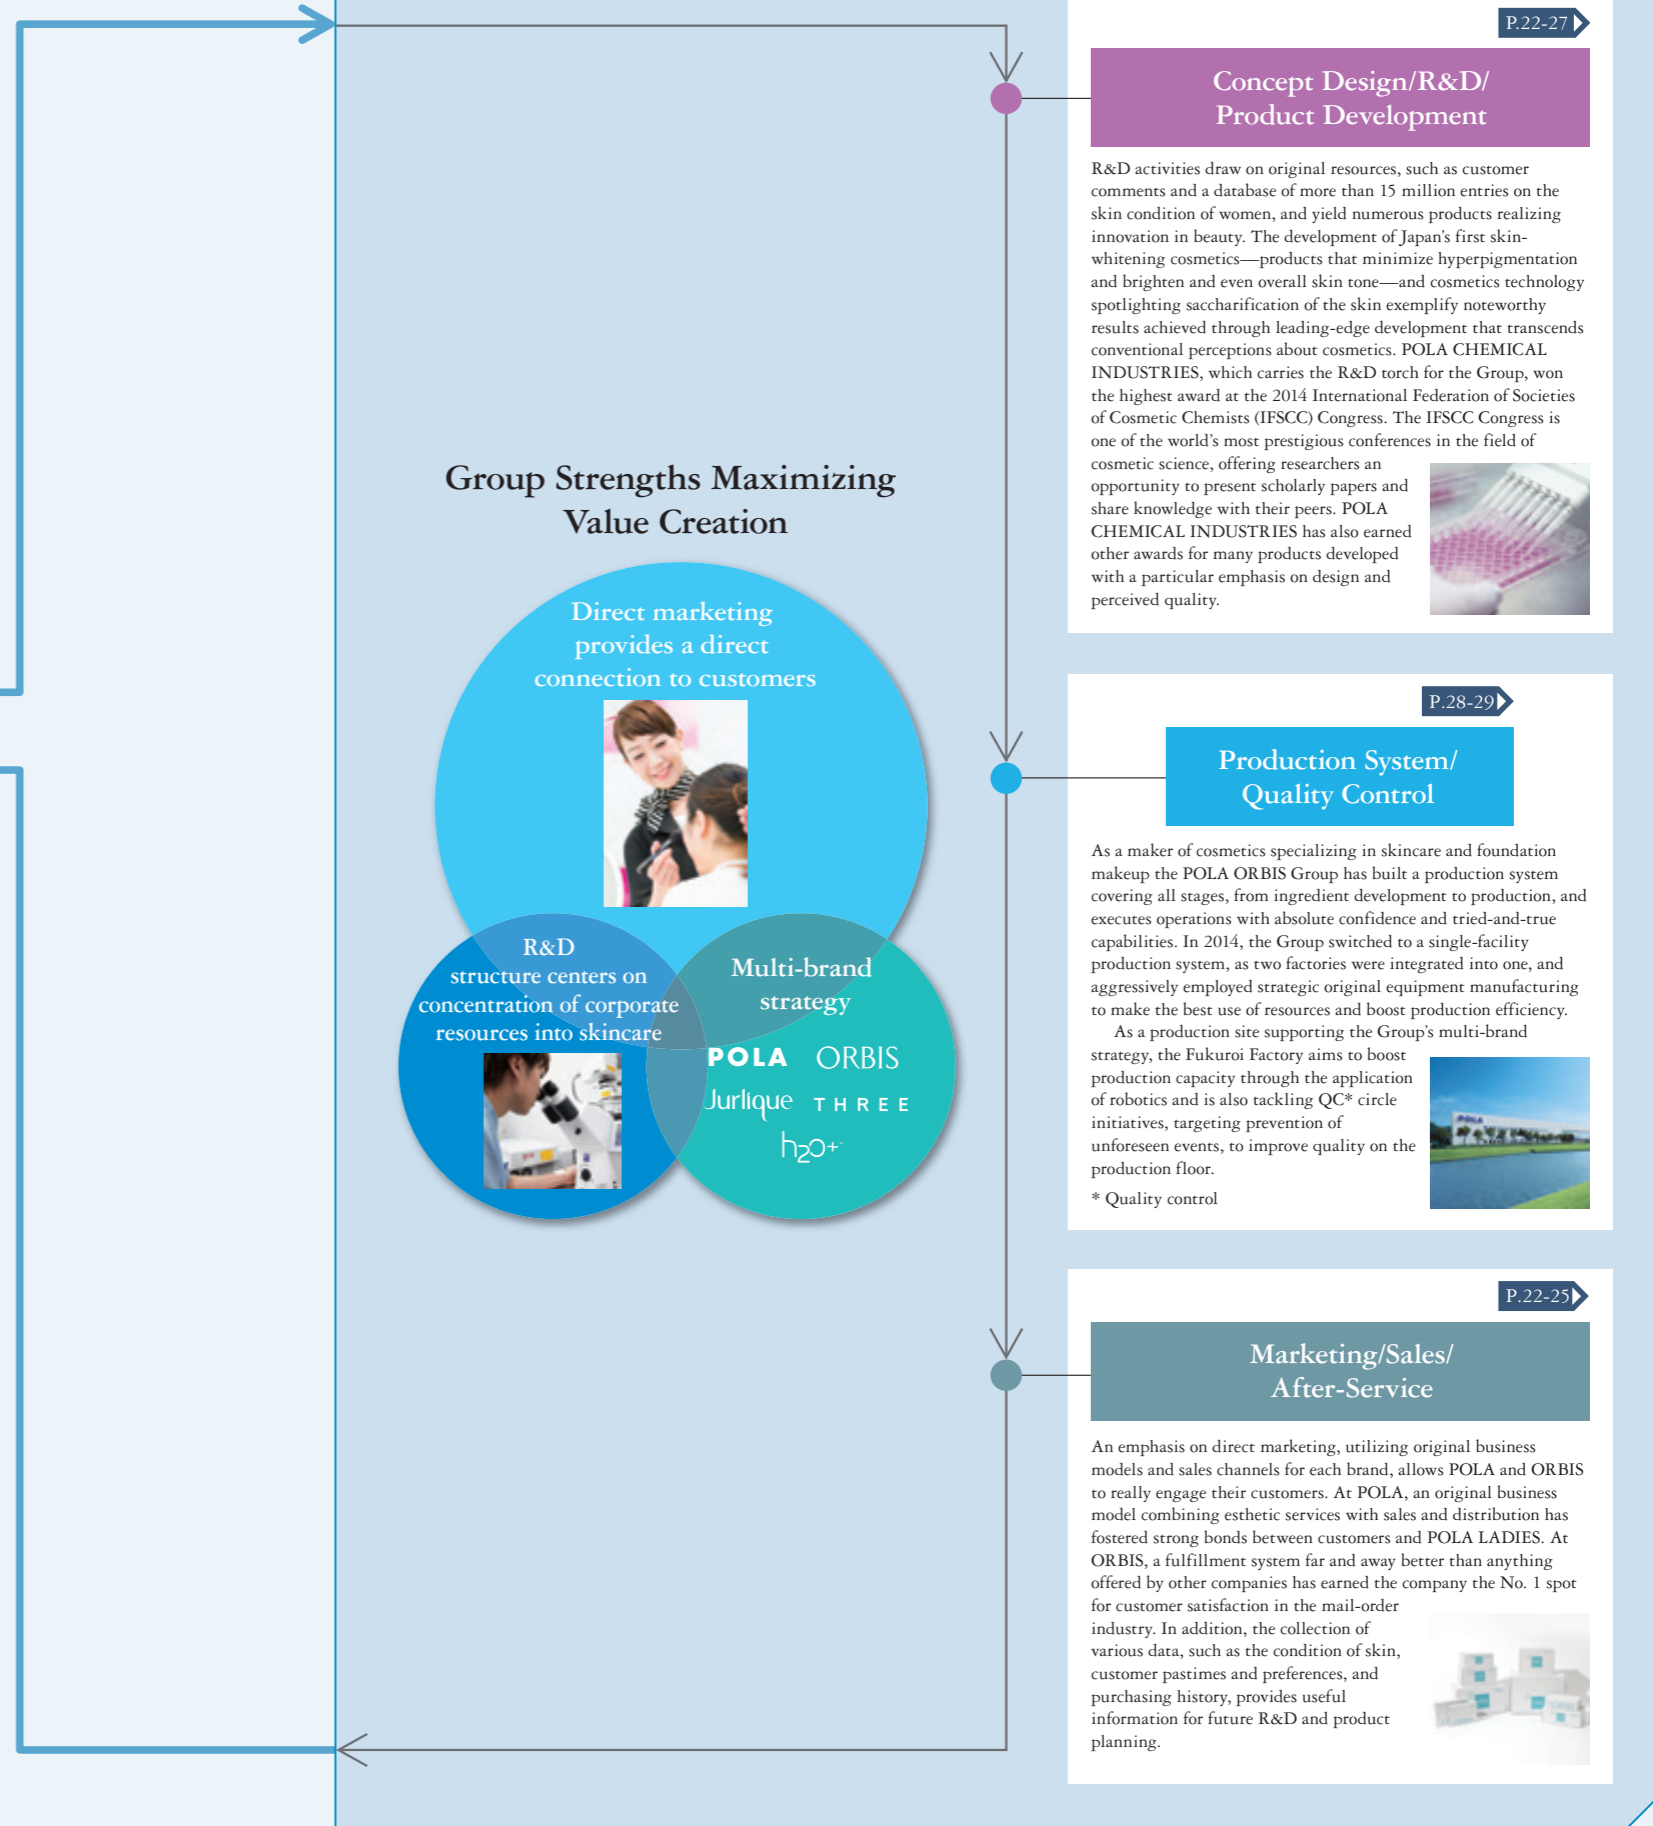 Group Strengths Maximizing
Value Creation
Direct marketing
provides a direct
connection to customers
R&D
structure centers on
concentration of corporate
resources into skincare
Multi-brand
strategy
POLA ORBIS
Jurlique THREE
h2o+
P.22-27
Concept Design/R&D/
Product Development
R&D activities draw on original resources, such as customer
comments and a database of more than 15 million entries on the
skin condition of women, and yield numerous products realizing
innovation in beauty. The development of Japan’s first skin-
whitening cosmetics—products that minimize hyperpigmentation
and brighten and even overall skin tone—and cosmetics technology
spotlighting saccharification of the skin exemplify noteworthy
results achieved through leading-edge development that transcends
conventional perceptions about cosmetics. POLA CHEMICAL
INDUSTRIES, which carries the R&D torch for the Group, won
the highest award at the 2014 International Federation of Societies
of Cosmetic Chemists (IFSCC) Congress. The IFSCC Congress is
one of the world’s most prestigious conferences in the field of
cosmetic science, offering researchers an
opportunity to present scholarly papers and
share knowledge with their peers. POLA
CHEMICAL INDUSTRIES has also earned
other awards for many products developed
with a particular emphasis on design and
perceived quality.
P.28-29
Production System/
Quality Control
As a maker of cosmetics specializing in skincare and foundation
makeup the POLA ORBIS Group has built a production system
covering all stages, from ingredient development to production, and
executes operations with absolute confidence and tried-and-true
capabilities. In 2014, the Group switched to a single-facility
production system, as two factories were integrated into one, and
aggressively employed strategic original equipment manufacturing
to make the best use of resources and boost production efficiency.
As a production site supporting the Group’s multi-brand
strategy, the Fukuroi Factory aims to boost
production capacity through the application
of robotics and is also tackling QC* circle
initiatives, targeting prevention of
unforeseen events, to improve quality on the
production floor.
* Quality control
POLA
P.22-25
Marketing/Sales/
After-Service
An emphasis on direct marketing, utilizing original business
models and sales channels for each brand, allows POLA and ORBIS
to really engage their customers. At POLA, an original business
model combining esthetic services with sales and distribution has
fostered strong bonds between customers and POLA LADIES. At
ORBIS, a fulfillment system far and away better than anything
offered by other companies has earned the company the No. 1 spot
for customer satisfaction in the mail-order
industry. In addition, the collection of
various data, such as the condition of skin,
customer pastimes and preferences, and
purchasing history, provides useful
information for future R&D and product
planning.